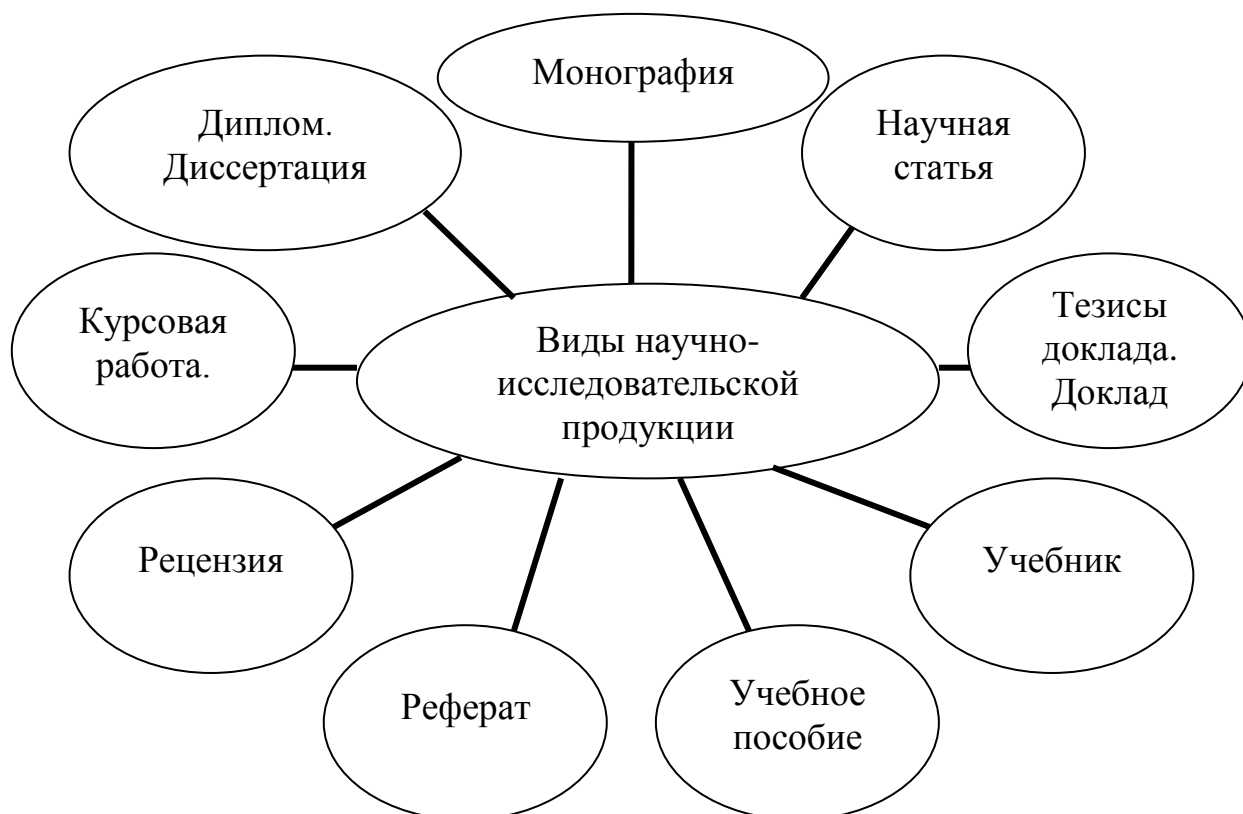 Монография
Диплом.
Диссертация
Научная
статья
Курсовая
работа.
Виды научно-
исследовательской
продукции
Тезисы
доклада.
Доклад
Рецензия
Учебник
Реферат
Учебное
пособие